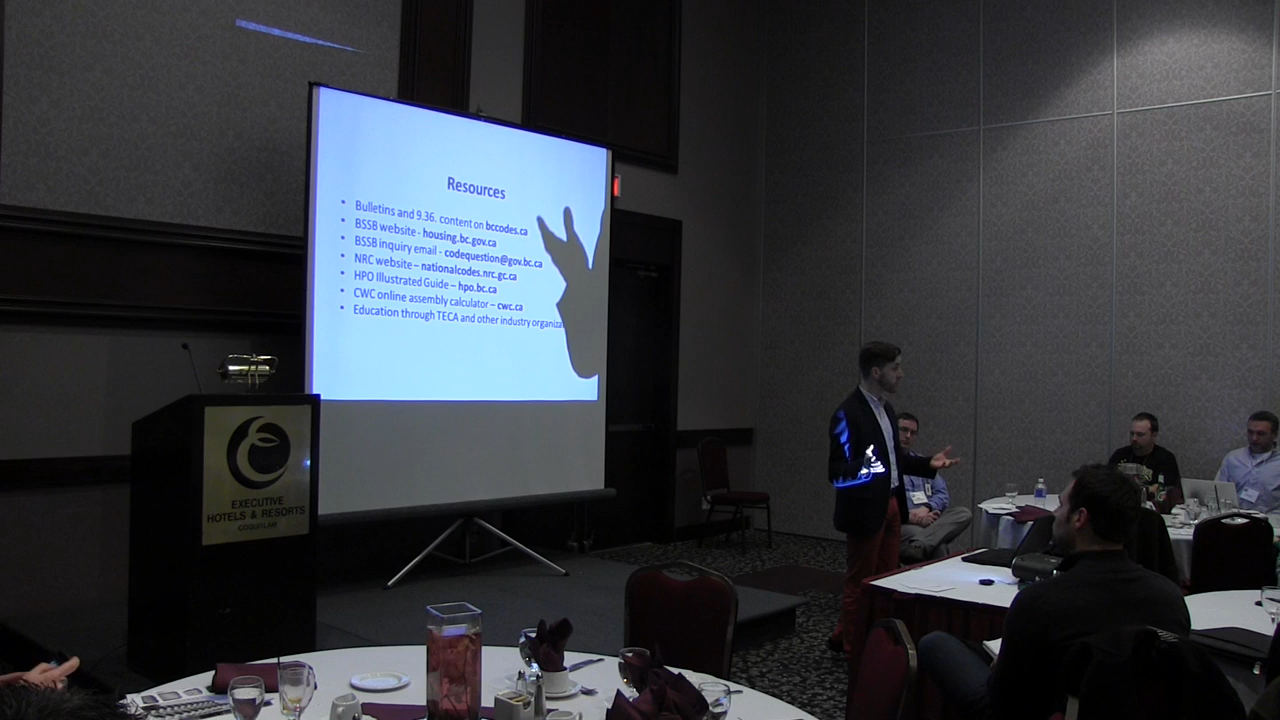 Resources
• Bulletins and 9.36. content on bccodes.ca
• BSSB website - housing.bc.gov.ca
• BSSB inquiry email - codequestion@gov.bc.ca
• NRC website – nationalcodes.nrc.gc.ca
• HPO Illustrated Guide – hpo.bc.ca
• CWC online assembly calculator – cwc.ca
• Education through TECA and other industry organiza
EXECUTIVE
HOTELS & RESORTS
COQUITLAM